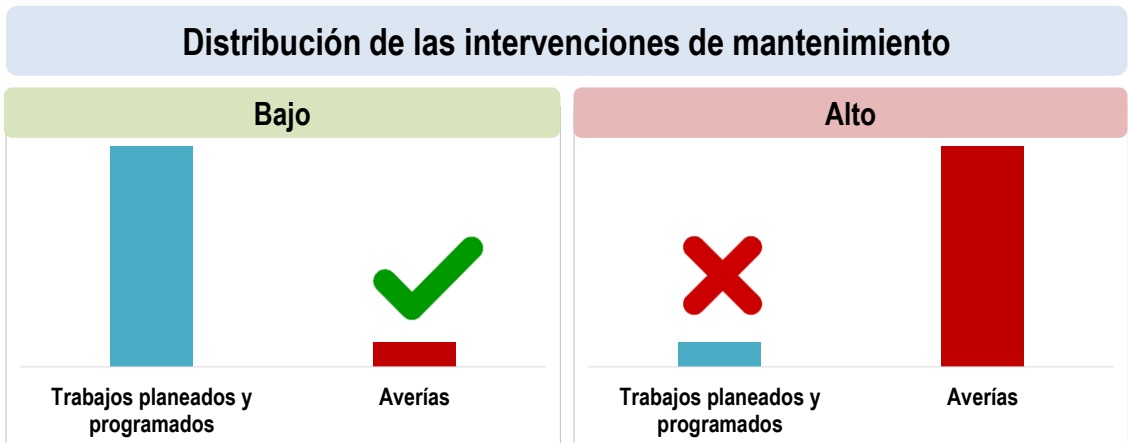 Distribución de las intervenciones de mantenimiento
Bajo
Trabajos planeados y
programados
Averías
Alto
Trabajos planeados y
programados
Averías